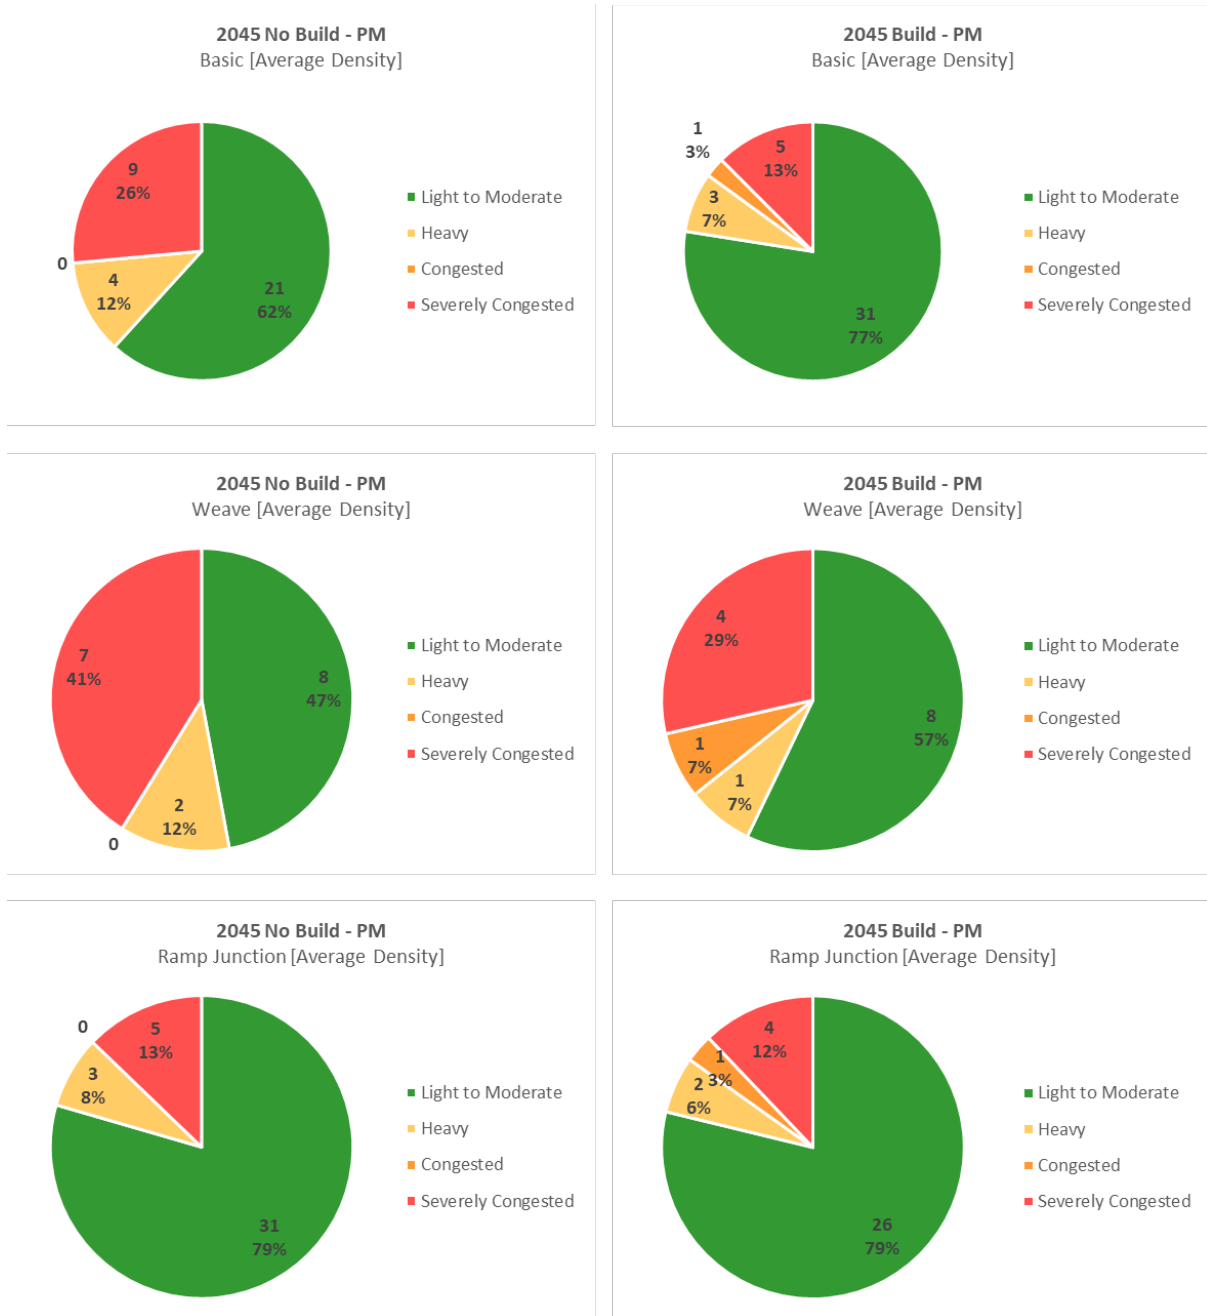 2045 No Build - PM
Basic [Average Density]
9
26%
0
4
12%
21
62%
Light to Moderate
Heavy
Congested
Severely Congested
2045 Build - PM
Basic [Average Density]
1
3%
5
13%
3
7%
31
77%
Light to Moderate
Heavy
Congested
Severely Congested
2045 No Build - PM
Weave [Average Density]
7
41%
8
47%
2
12%
0
Light to Moderate
Heavy
Congested
Severely Congested
2045 Build - PM
Weave [Average Density]
4
29%
8
57%
1
7%
1
7%
Light to Moderate
Heavy
Congested
Severely Congested
2045 No Build - PM
Ramp Junction [Average Density]
0
5
13%
3
8%
31
79%
Light to Moderate
Heavy
Congested
Severely Congested
2045 Build - PM
Ramp Junction [Average Density]
4
12%
1
3%
2
6%
26
79%
Light to Moderate
Heavy
Congested
Severely Congested